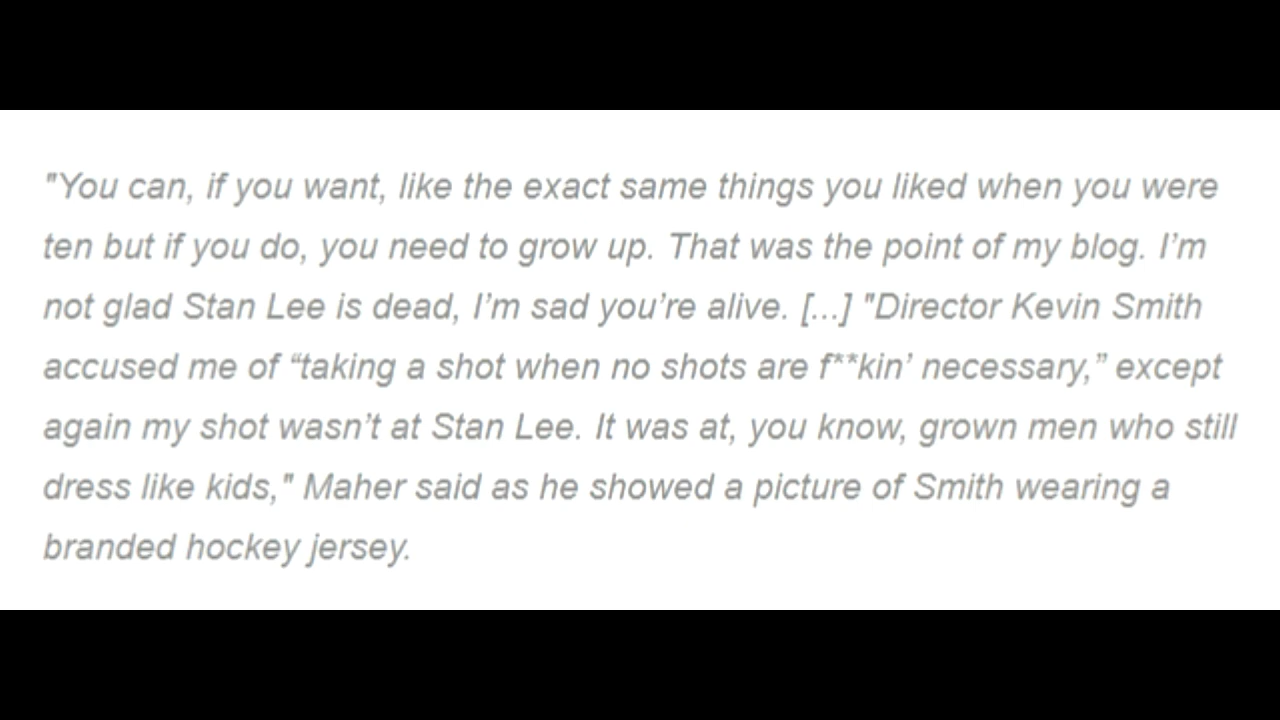 "You can, if you want, like the exact same things you liked when you were
ten but if you do, you need to grow up. That was the point of my blog. I’m
not glad Stan Lee is dead, I’m sad you’re alive. [...] "Director Kevin Smith
accused me of “taking a shot when no shots are f**kin’ necessary,” except
again my shot wasn’t at Stan Lee. It was at, you know, grown men who still
dress like kids," Maher said as he showed a picture of Smith wearing a
branded hockey jersey.